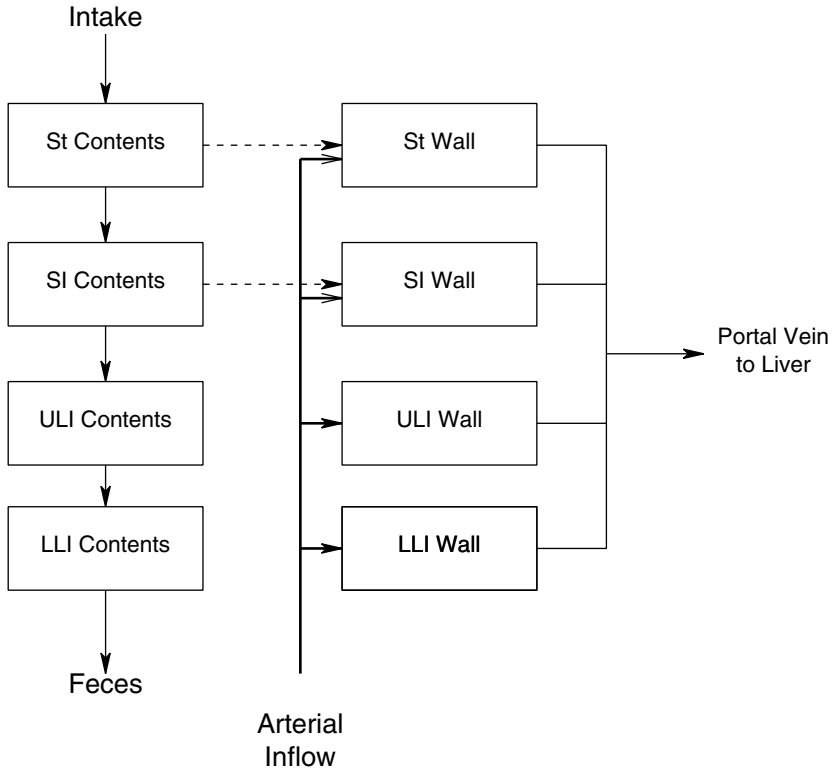 Intake
St Contents
St Wall
SI Contents
SI Wall
Portal Vein
to Liver
ULI Contents
ULI Wall
LLI Contents
LLI Wall
Feces
Arterial
Inflow